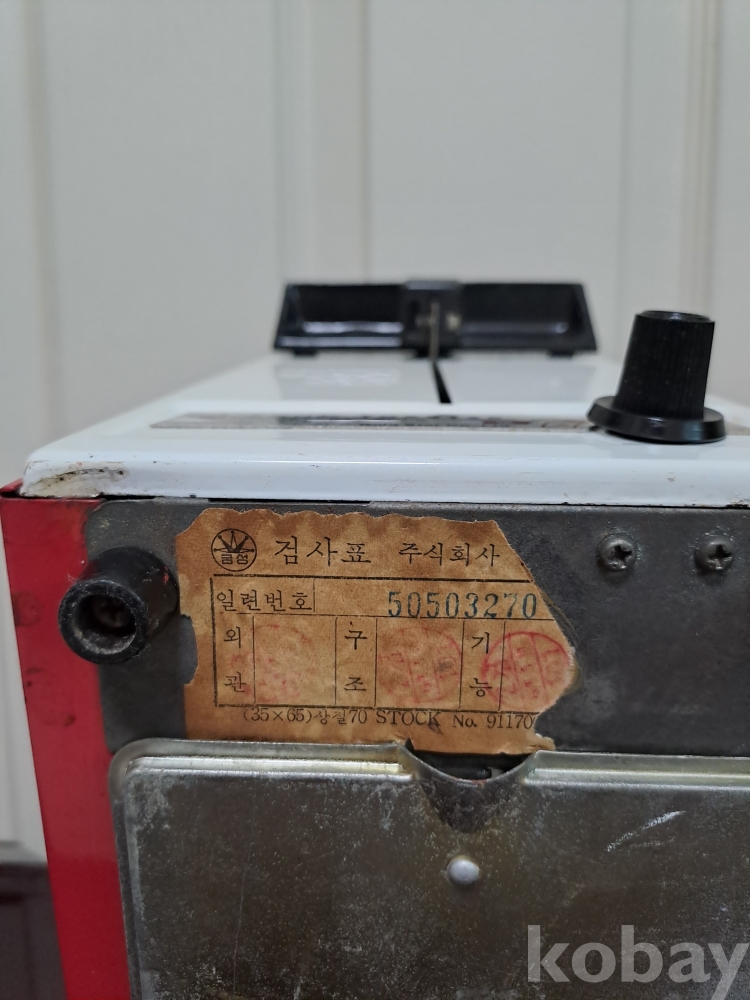 금성 검사표 주식회사
일련번호 50503270
외관 구조 기능
(35×65)상질70 STOCK No. 91170
kobay